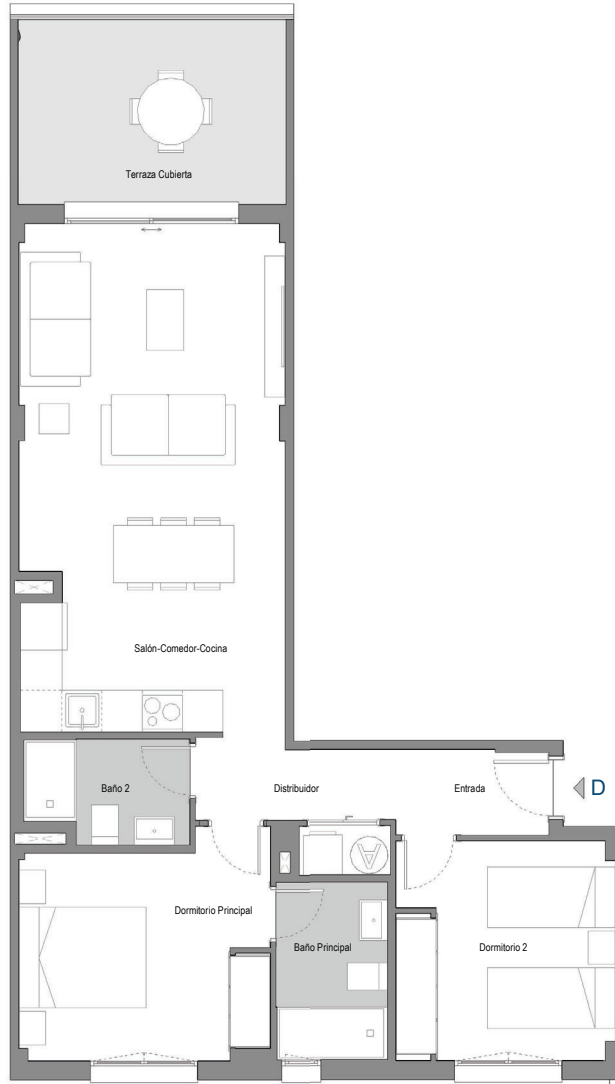 Terraza Cubierta
Salón-Comedor-Cocina
Baño 2
Distribuidor
Entrada
D
A
Dormitorio Principal
Baño Principal
Dormitorio 2